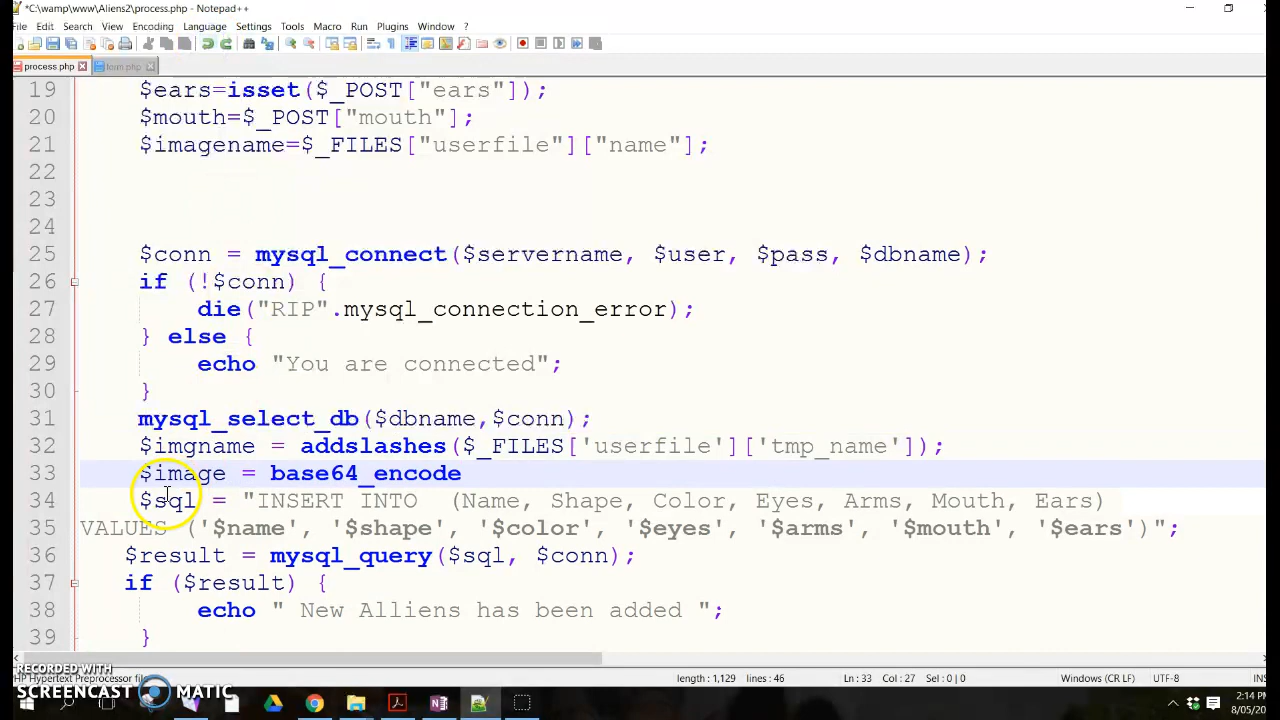 *C:\wamp\www\Aliens2\process.php - Notepad++
File Edit Search View Encoding Language Settings Tools Macro Run Plugins Window ?
process.php form.php
19 $ears=isset($_POST["ears"]);
20 $mouth=$_POST["mouth"];
21 $imagename=$_FILES["userfile"]["name"];
22
23
24
25 $conn = mysql_connect($servername, $user, $pass, $dbname);
26 if (!$conn) {
27 die("RIP".mysql_connection_error);
28 } else {
29 echo "You are connected";
30 }
31 mysql_select_db($dbname,$conn);
32 $imgname = addslashes($_FILES['userfile']['tmp_name']);
33 $image = base64_encode
34 $sql = "INSERT INTO  (Name, Shape, Color, Eyes, Arms, Mouth, Ears)
35 VALUES ('$name', '$shape', '$color', '$eyes', '$arms', '$mouth', '$ears')";
36 $result = mysql_query($sql, $conn);
37 if ($result) {
38 echo " New Alliens has been added ";
39 }
PHP Hypertext Preprocessor fil length : 1,129 lines : 46 Ln : 33 Col : 27 Sel : 0 | 0 Windows (CR LF) UTF-8 INS
RECORDED WITH
SCREENCAST MATIC
2:14 PM
8/05/20